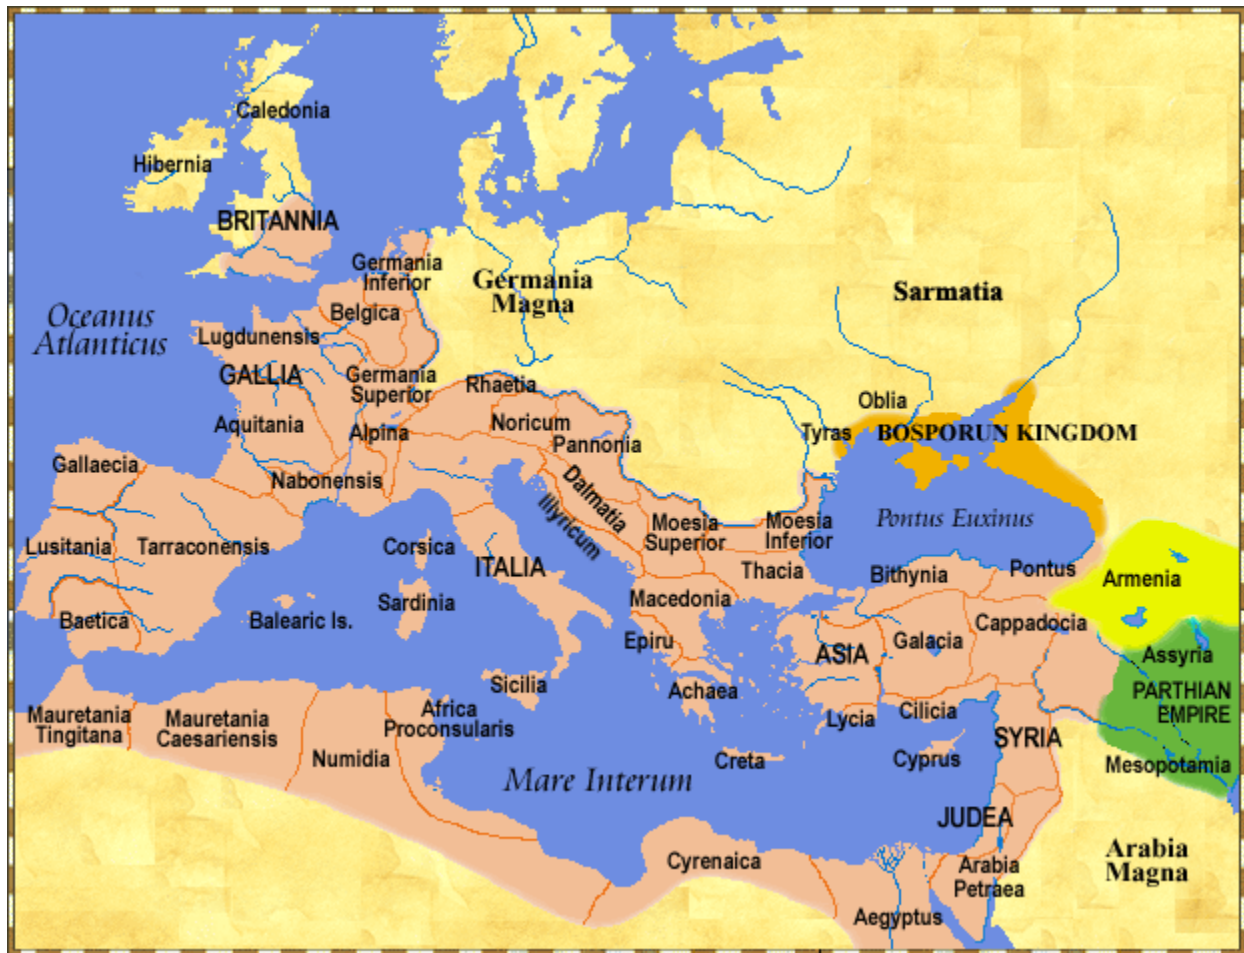 Caledonia
Hibernia
BRITANNIA
Germania
Inferior
Germania
Magna
Sarmatia
Oceanus
Atlanticus
Belgica
Lugdunensis
GALLIA
Germania
Superior
Rhaetia
Oblia
Aquitania
Alpina
Noricum
Pannonia
Tyras
BOSPORUN KINGDOM
Gallaecia
Nabonensis
Dalmatia
Illyricum
Moesia
Superior
Moesia
Inferior
Pontus Euxinus
Lusitania
Tarraconensis
Corsica
ITALIA
Thacia
Bithynia
Pontus
Armenia
Baetica
Balearic Is.
Sardinia
Macedonia
Epiru
ASIA
Galacia
Cappadocia
Assyria
Sicilia
Achaea
PARTHIAN
EMPIRE
Mauretania
Tingitana
Mauretania
Caesariensis
Africa
Proconsularis
Lycia
Cilicia
SYRIA
Numidia
Mare Interum
Creta
Cyprus
Mesopotamia
JUDEA
Cyrenaica
Arabia
Petraea
Arabia
Magna
Aegyptus